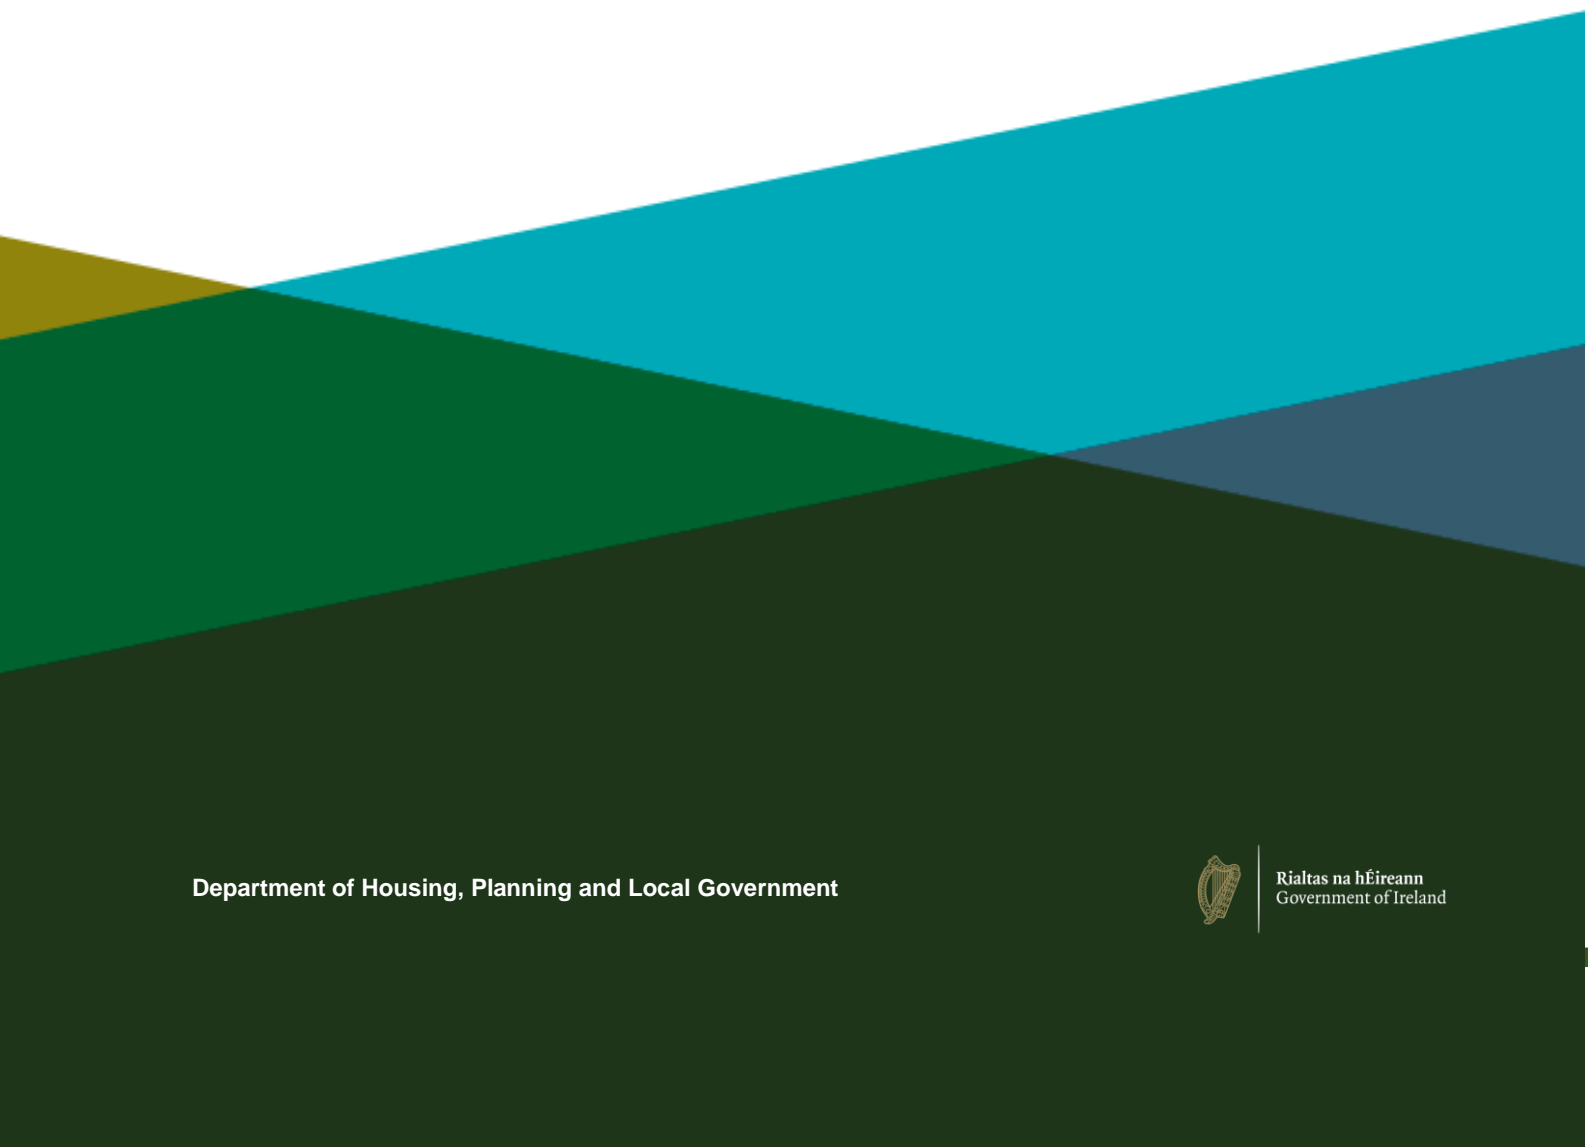 Department of Housing, Planning and Local Government
Rialtas na hÉireann
Government of Ireland